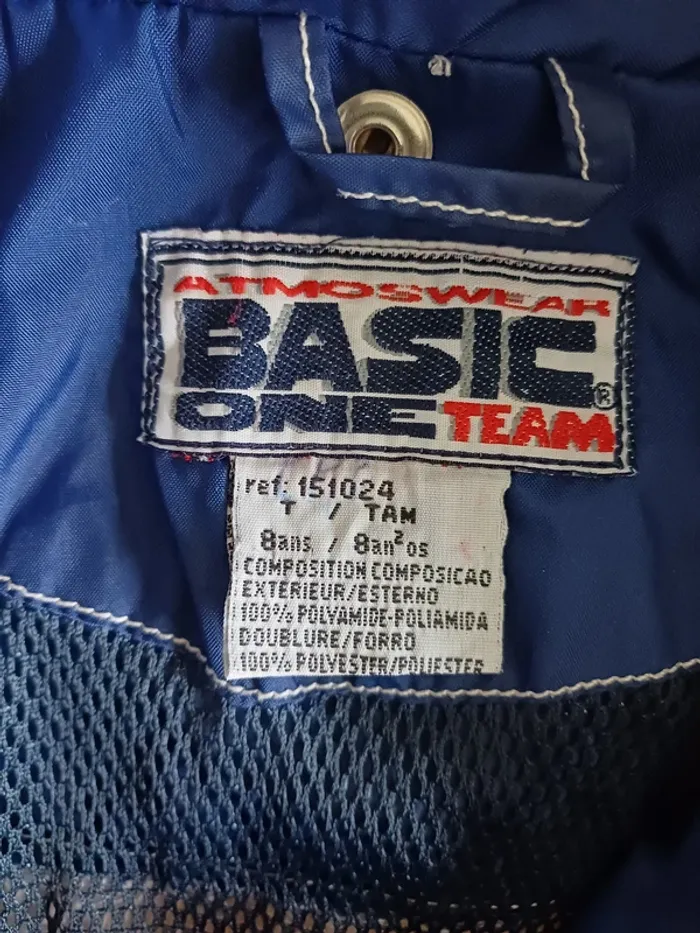 ATMOSWEAR
BASIC®
ONE TEAM
ref: 151024
T / TAM
8ans / 8an²os
COMPOSITION COMPOSICAO
EXTERIEUR/ESTERNO
100% POLYAMIDE-POLIAMIDA
DOUBLURE/FORRO
100% POLYESTER/POLIESTER